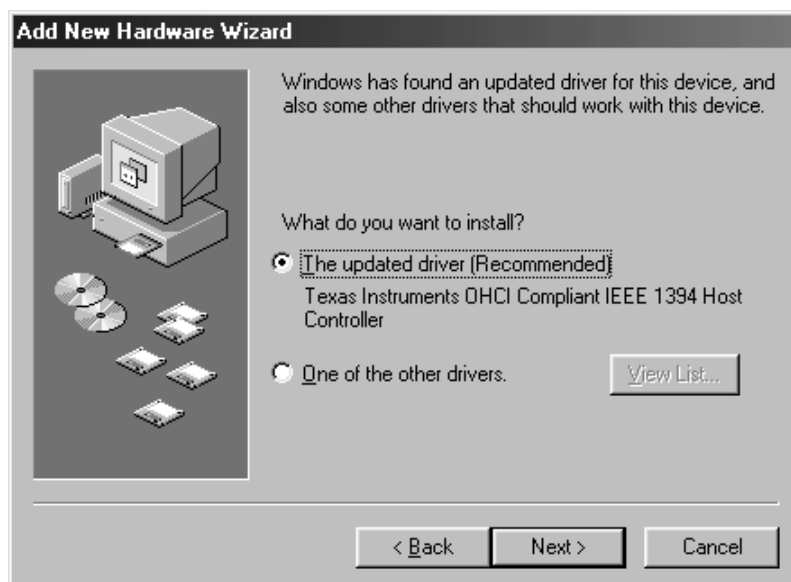 Add New Hardware Wizard
Windows has found an updated driver for this device, and
also some other drivers that should work with this device.
What do you want to install?
The updated driver (Recommended)
Texas Instruments OHCI Compliant IEEE 1394 Host
Controller
One of the other drivers.
View List...
< Back
Next >
Cancel